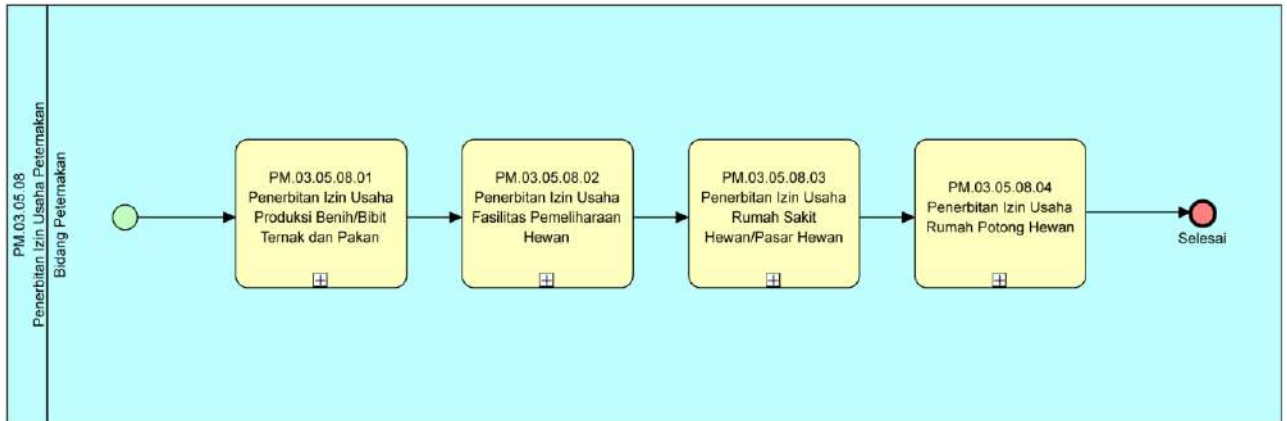 PM.03.05.08
Penerbitan Izin Usaha Peternakan
Bidang Peternakan
PM.03.05.08.01
Penerbitan Izin Usaha
Produksi Benih/Bibit
Ternak dan Pakan
PM.03.05.08.02
Penerbitan Izin Usaha
Fasilitas Pemeliharaan
Hewan
PM.03.05.08.03
Penerbitan Izin Usaha
Rumah Sakit
Hewan/Pasar Hewan
PM.03.05.08.04
Penerbitan Izin Usaha
Rumah Potong Hewan
Selesai